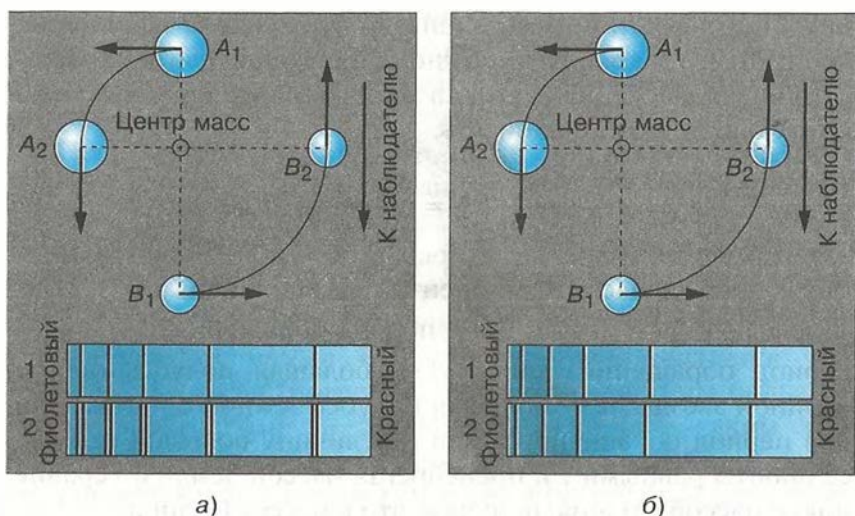 A₁
A₂
Центр масс
B₂
B₁
К наблюдателю
Фиолетовый
1
2
Красный
а)
A₁
A₂
Центр масс
B₂
B₁
К наблюдателю
Фиолетовый
1
2
Красный
б)